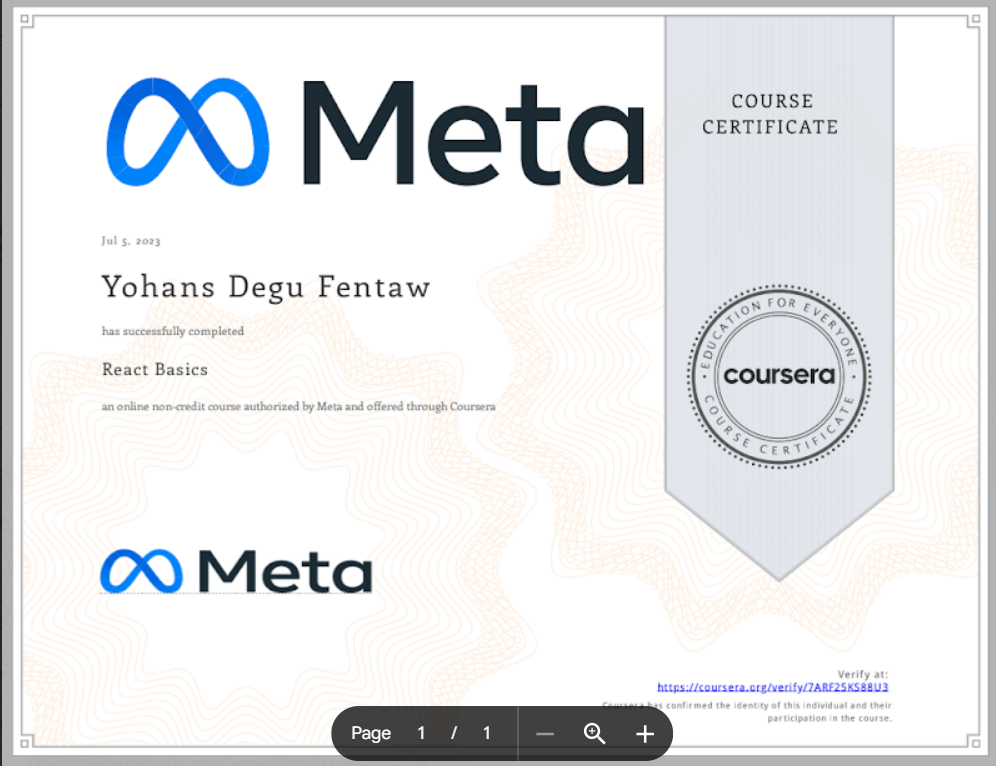 Meta
COURSE
CERTIFICATE
Jul 5, 2023
Yohans Degu Fentaw
has successfully completed
React Basics
an online non-credit course authorized by Meta and offered through Coursera
EDUCATION FOR EVERYONE
coursera
COURSE CERTIFICATE
Meta
Verify at:
https://coursera.org/verify/7ARF25KS88U3
Coursera has confirmed the identity of this individual and their
participation in the course.
Page 1 / 1